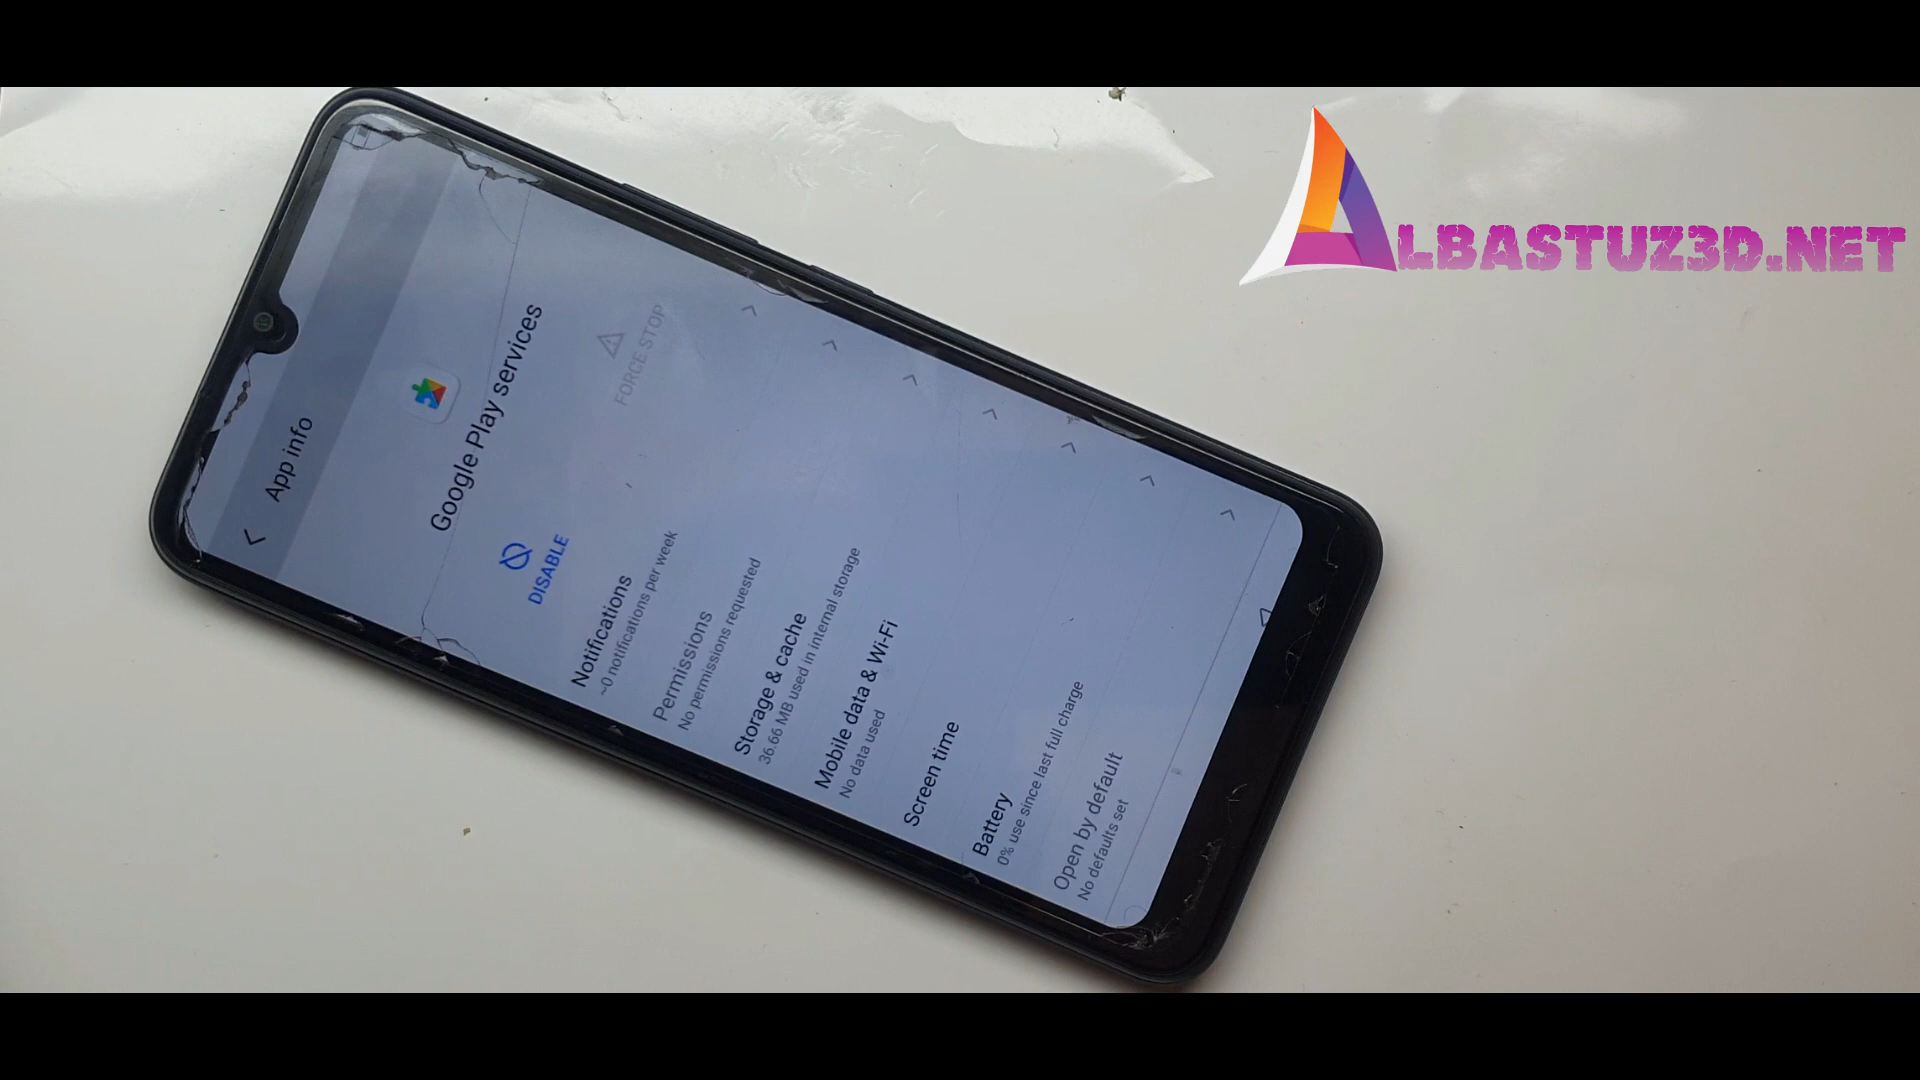 ALBASTUZ3D.NET
App info
Google Play services
DISABLE
FORCE STOP
Notifications
~0 notifications per week
Permissions
No permissions requested
Storage & cache
36.66 MB used in internal storage
Mobile data & Wi-Fi
No data used
Screen time
Battery
0% use since last full charge
Open by default
No defaults set